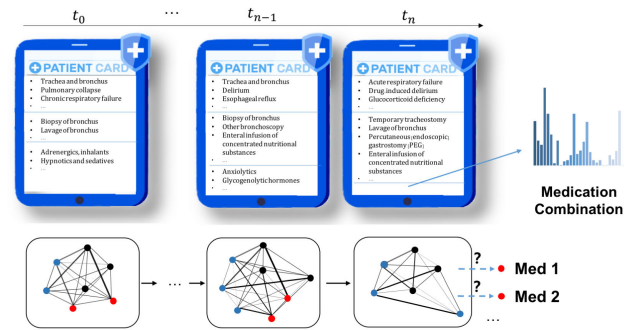 t₀ ... tₙ₋₁ tₙ
PATIENT CARD
• Trachea and bronchus
• Pulmonary collapse
• Chronic respiratory failure
• ...
• Biopsy of bronchus
• Lavage of bronchus
• ...
• Adrenergics, inhalants
• Hypnotics and sedatives
• ...
PATIENT CARD
• Trachea and bronchus
• Delirium
• Esophageal reflux
• ...
• Biopsy of bronchus
• Other bronchoscopy
• Enteral infusion of
concentrated nutritional
substances
• ...
• Anxiolytics
• Glycogenolytic hormones
• ...
PATIENT CARD
• Acute respiratory failure
• Drug induced delirium
• Glucocorticoid deficiency
• ...
• Temporary tracheostomy
• Lavage of bronchus
• Percutaneous;endoscopic;
gastrostomy;PEG;
• Enteral infusion of
concentrated nutritional
substances
• ...
Medication
Combination
...
?
Med 1
?
Med 2
...